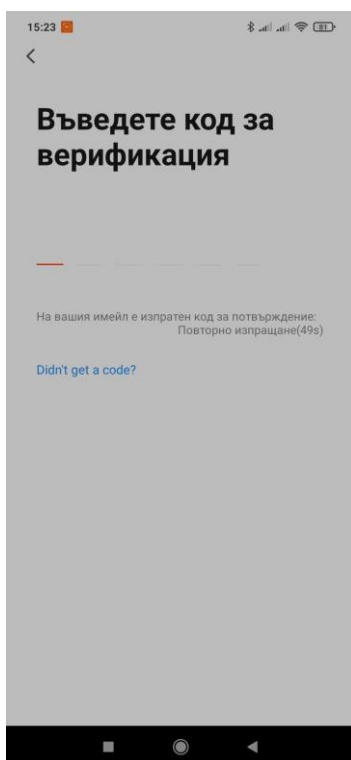 15:23
81
Въведете код за
верификация
На вашия имейл е изпратен код за потвърждение:
Повторно изпращане(49s)
Didn't get a code?